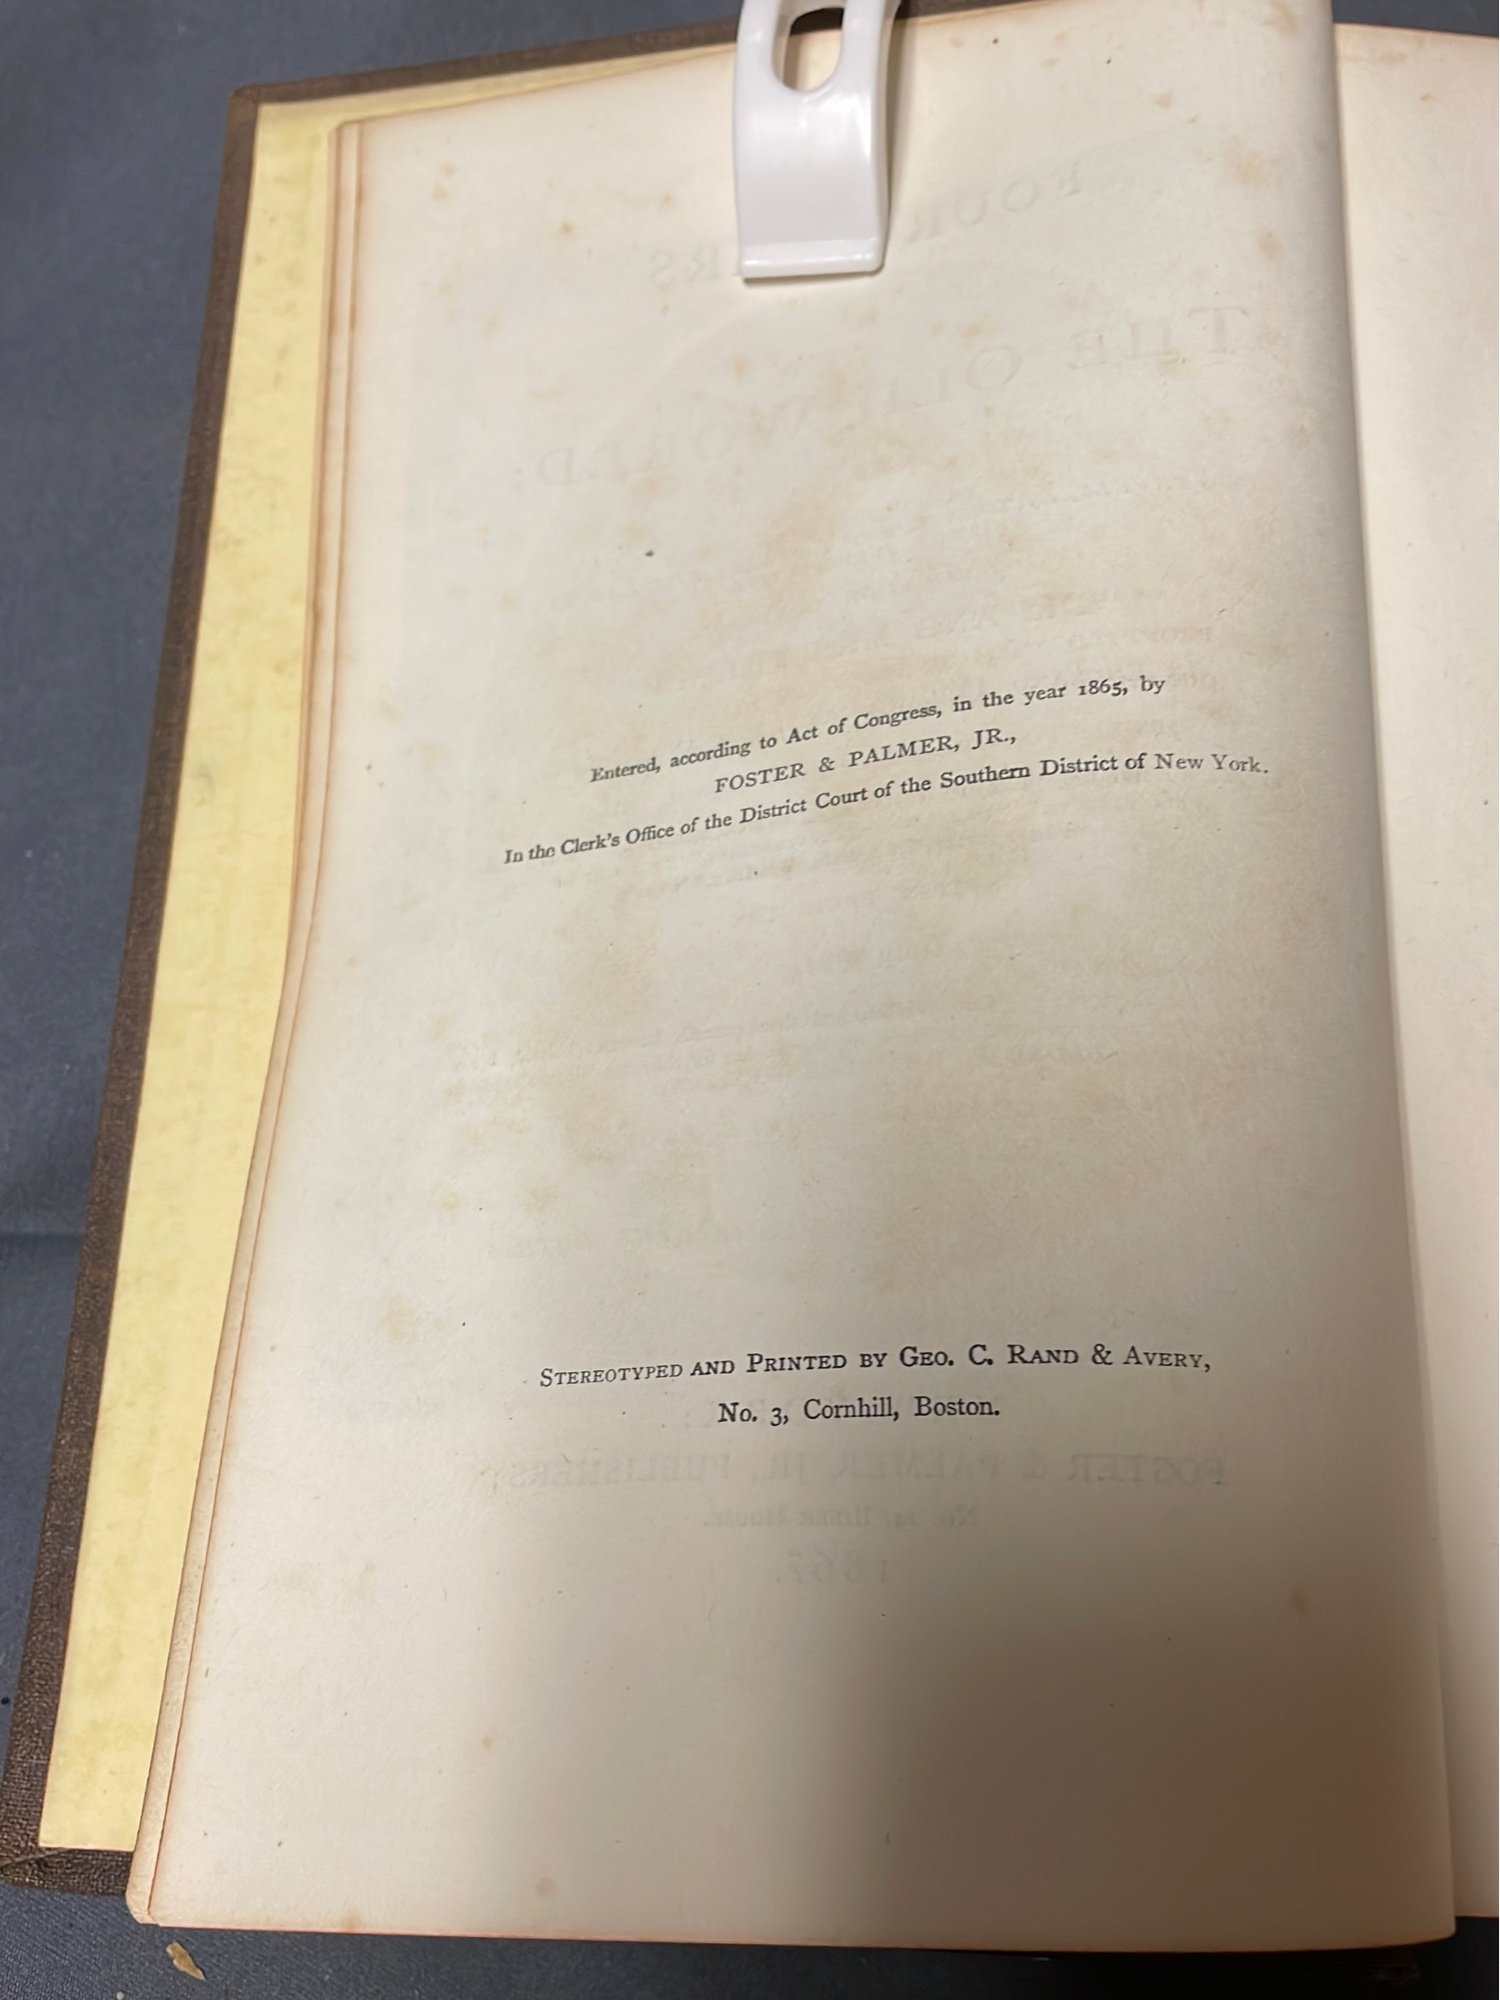 Entered, according to Act of Congress, in the year 1865, by
FOSTER & PALMER, JR.,
In the Clerk's Office of the District Court of the Southern District of New York.
Stereotyped and Printed by Geo. C. Rand & Avery,
No. 3, Cornhill, Boston.